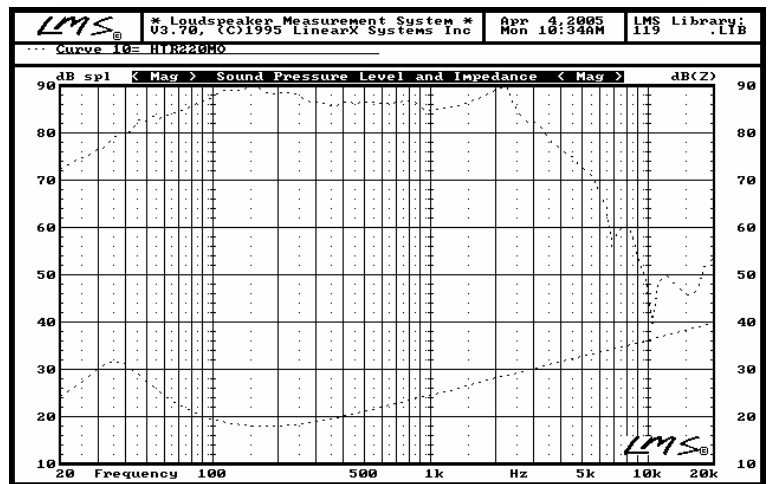 LMS®
* Loudspeaker Measurement System *
V3.70, (C)1995 LinearX Systems Inc
Apr 4,2005
Mon 10:34AM
LMS Library:
119 .LIB
--- Curve 10= HTR220MO
dB spl < Mag > Sound Pressure Level and Impedance < Mag > dB(Z)
90 90
80 80
70 70
60 60
50 50
40 40
30 30
20 20
LMS®
10 10
20 Frequency 100 500 1k Hz 5k 10k 20k